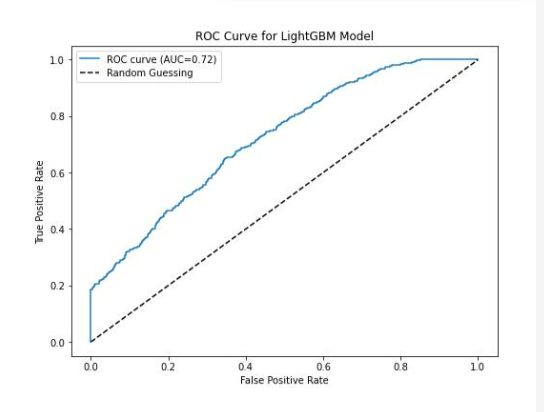 ROC Curve for LightGBM Model
ROC curve (AUC=0.72)
Random Guessing
1.0
0.8
0.6
0.4
0.2
0.0
True Positive Rate
0.0 0.2 0.4 0.6 0.8 1.0
False Positive Rate